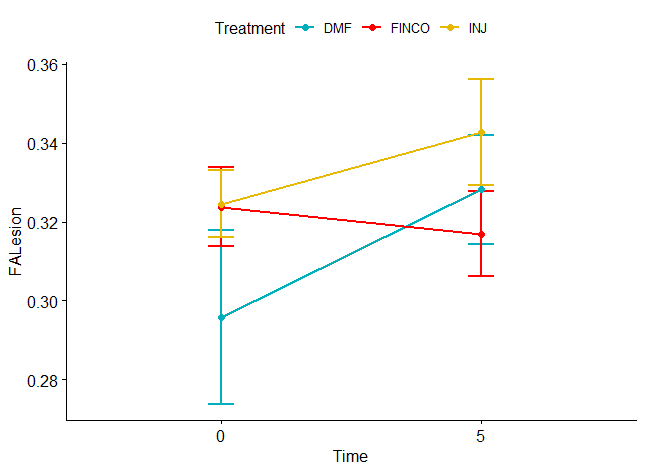 Treatment DMF FINCO INJ
0.36
0.34
0.32
0.30
0.28
FALesion
0 5
Time